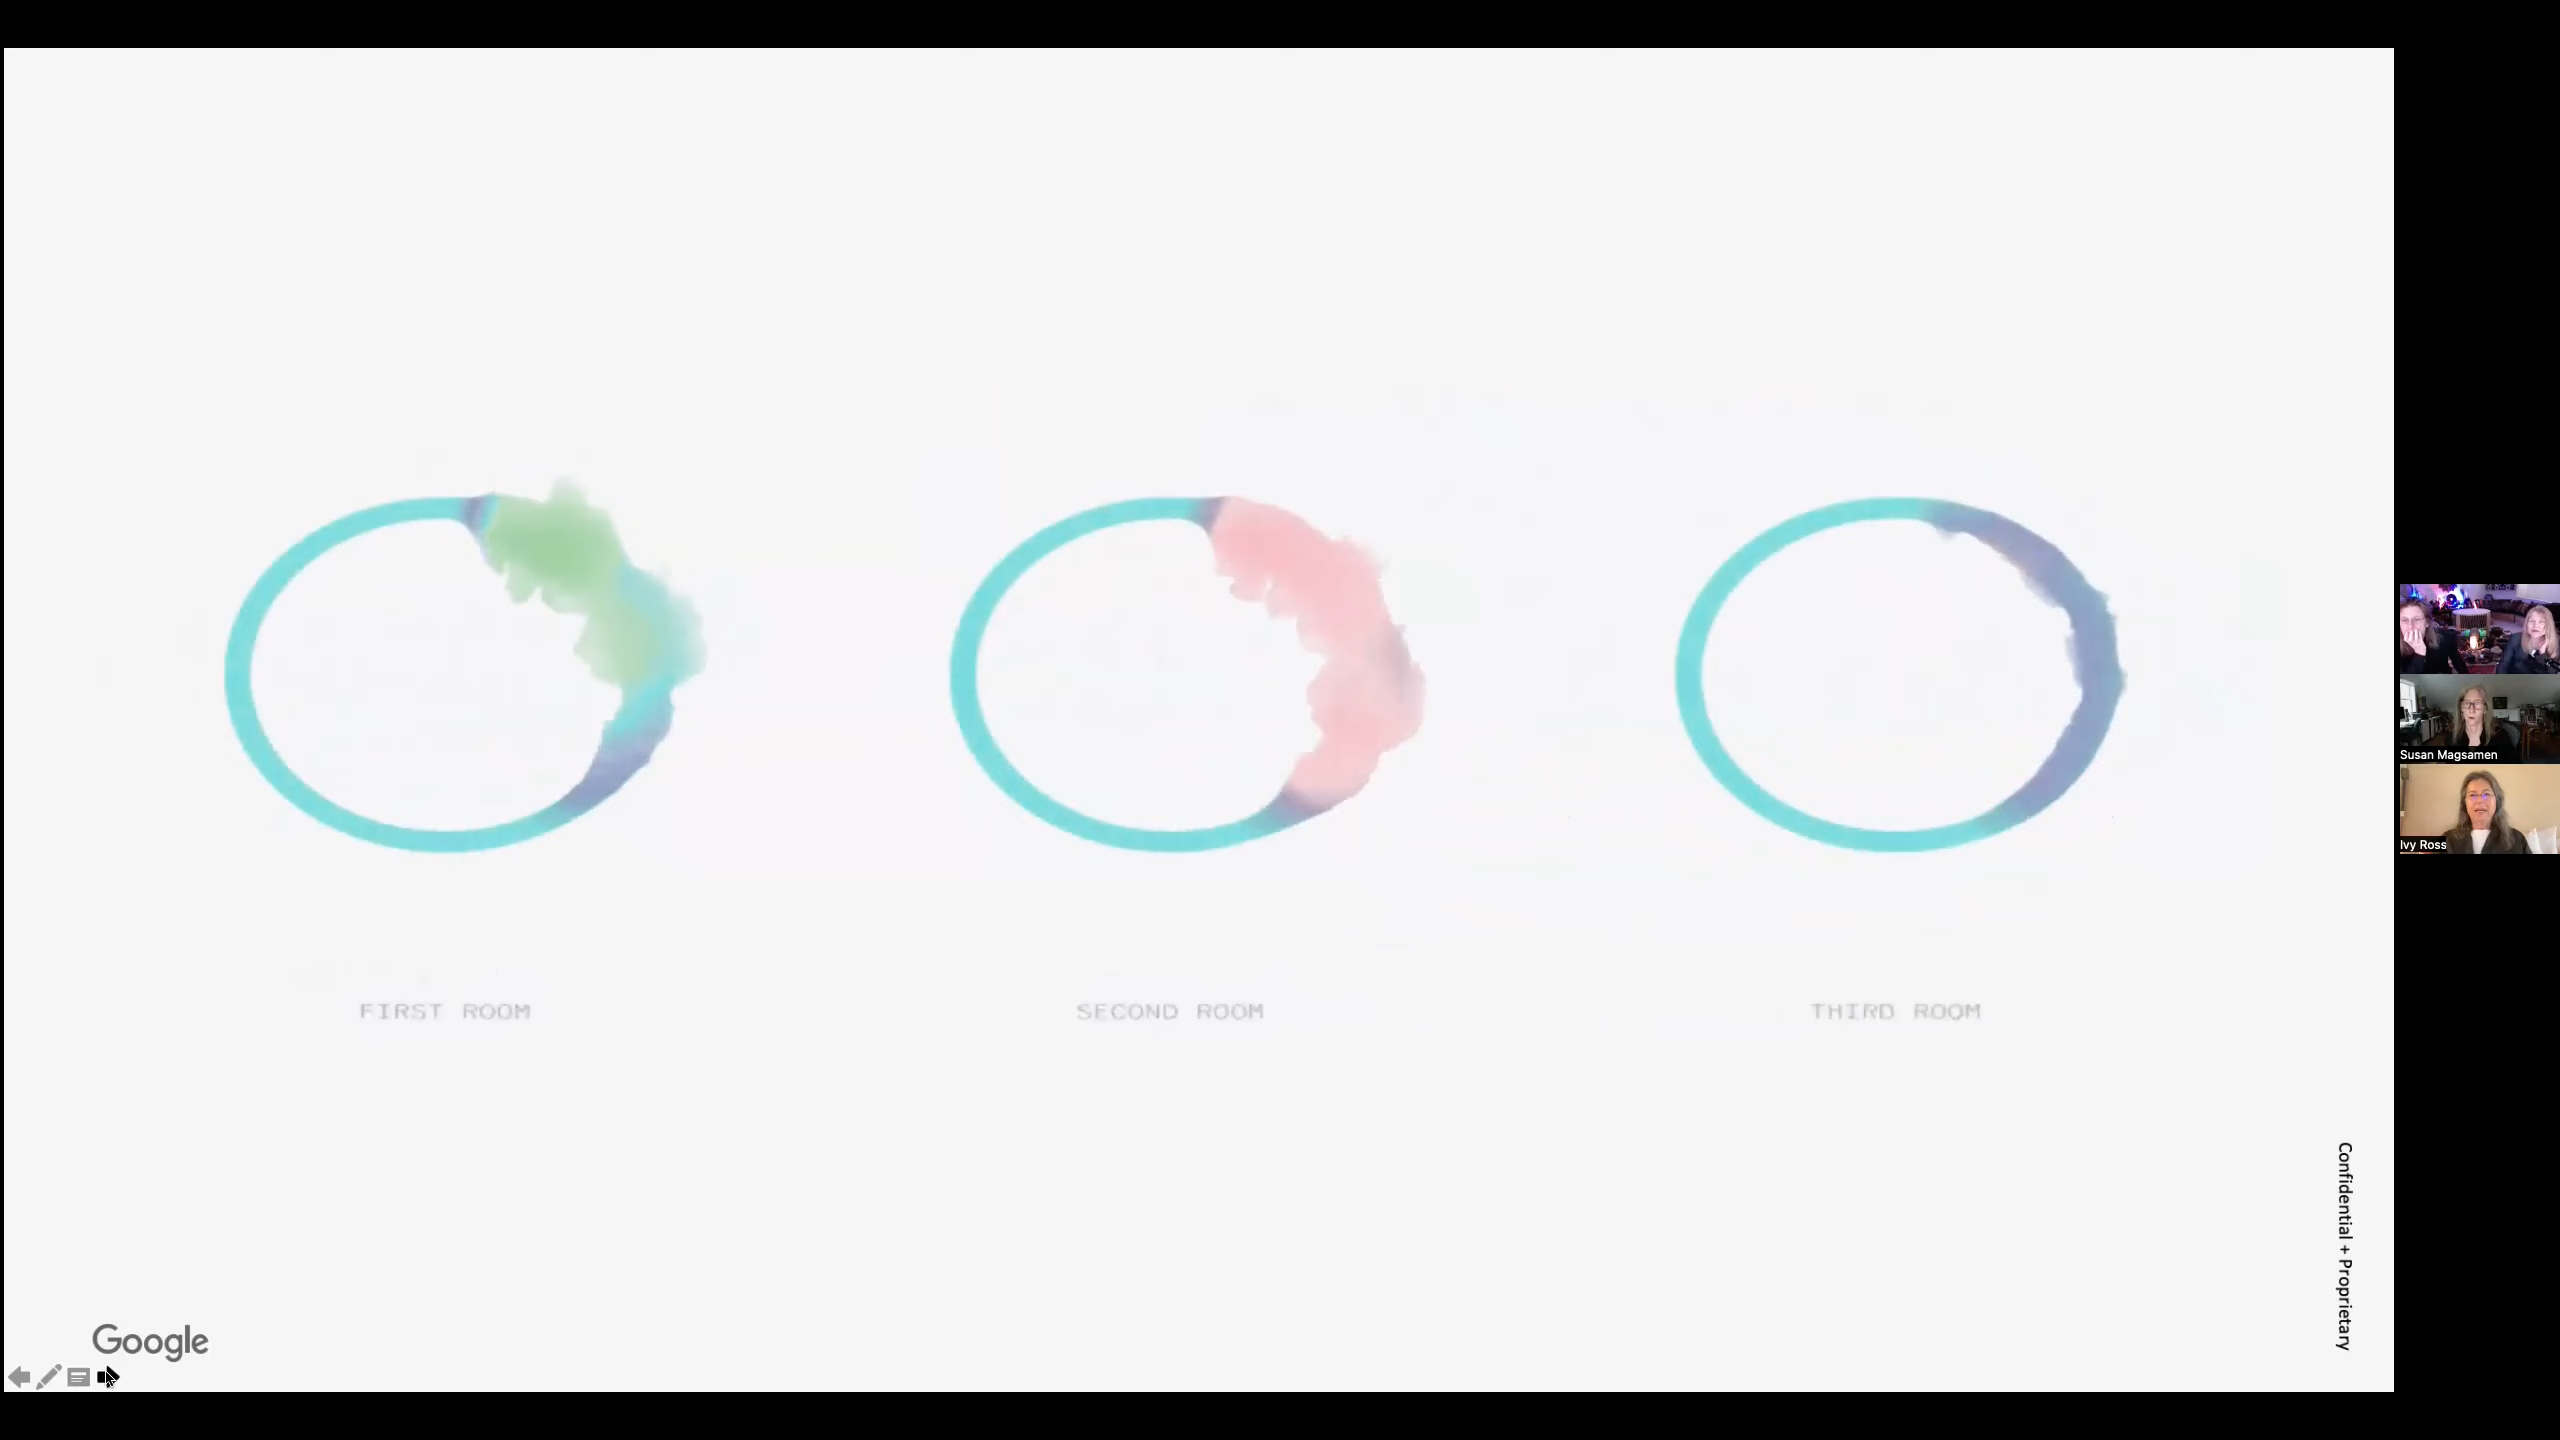 FIRST ROOM
SECOND ROOM
THIRD ROOM
Confidential + Proprietary
Google
Susan Magsamen
Ivy Ross